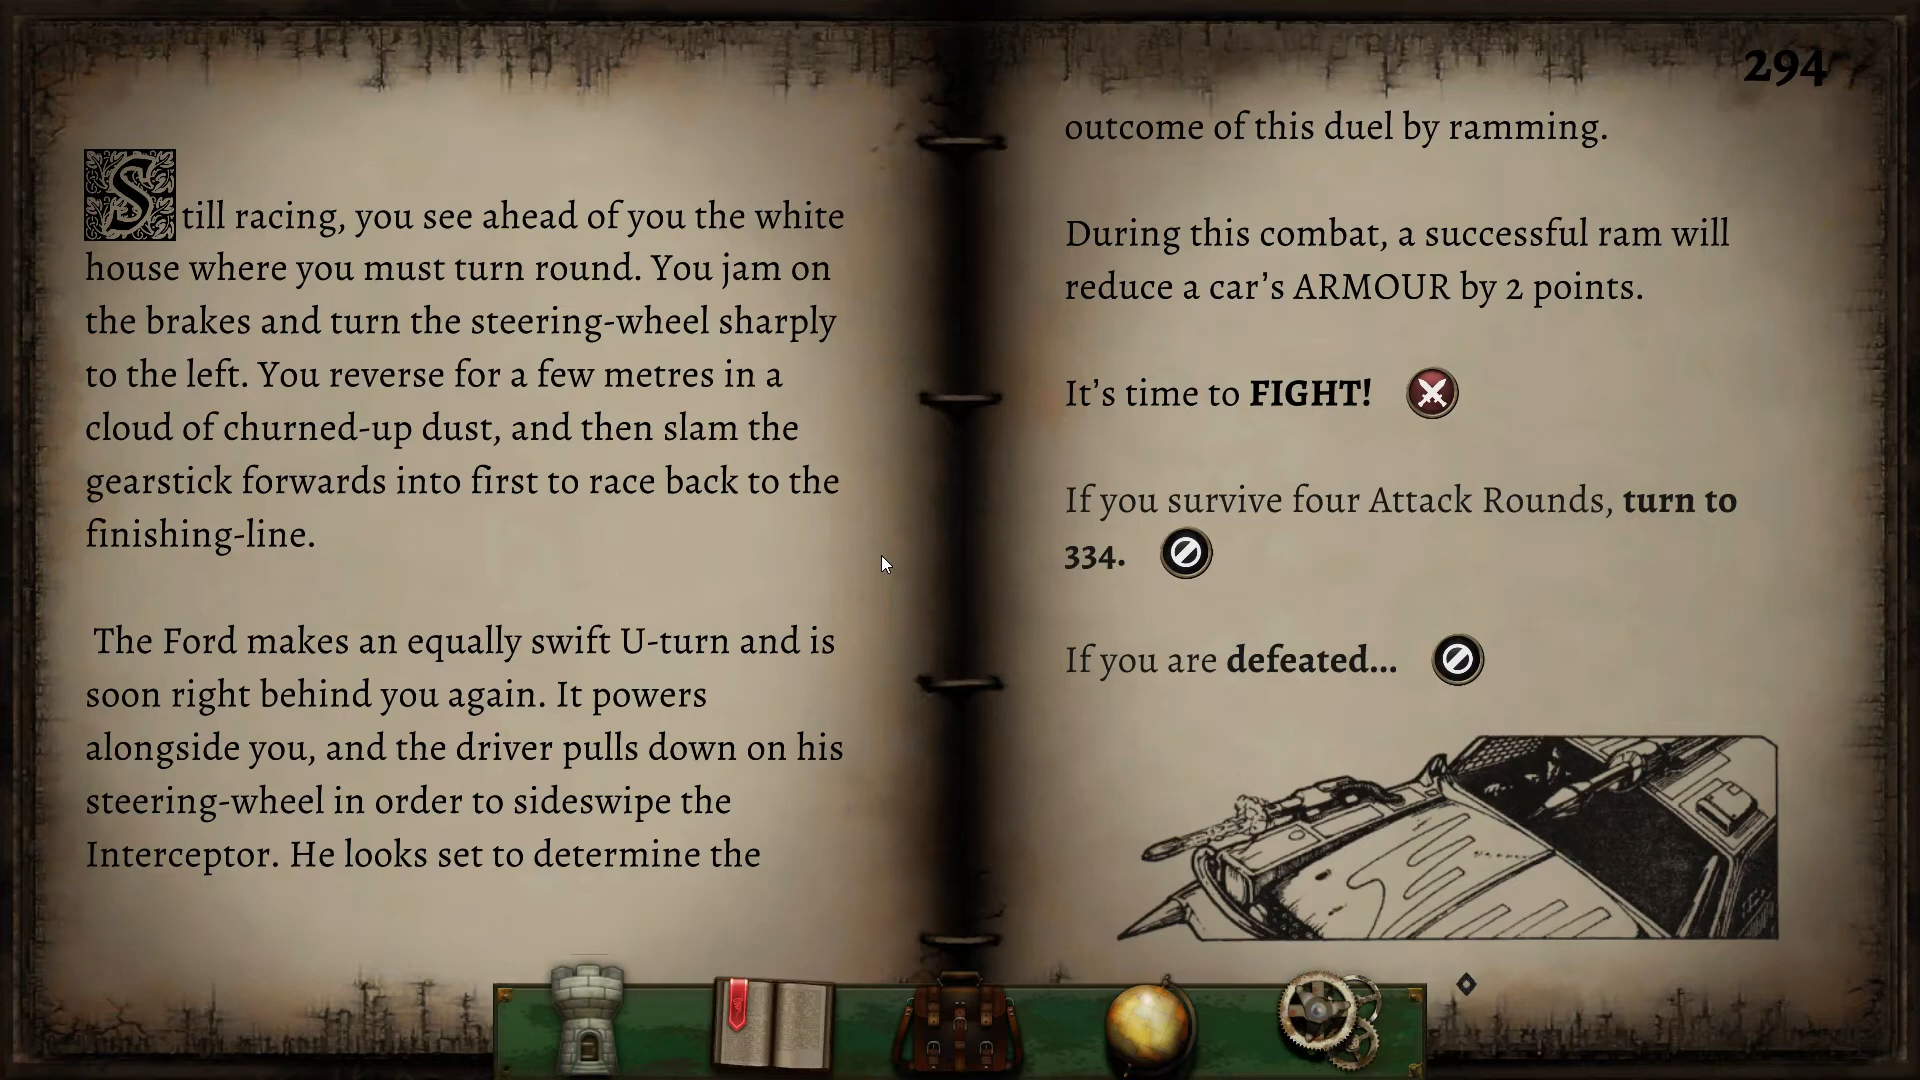 294
Still racing, you see ahead of you the white
house where you must turn round. You jam on
the brakes and turn the steering-wheel sharply
to the left. You reverse for a few metres in a
cloud of churned-up dust, and then slam the
gearstick forwards into first to race back to the
finishing-line.
The Ford makes an equally swift U-turn and is
soon right behind you again. It powers
alongside you, and the driver pulls down on his
steering-wheel in order to sideswipe the
Interceptor. He looks set to determine the
outcome of this duel by ramming.
During this combat, a successful ram will
reduce a car’s ARMOUR by 2 points.
It’s time to FIGHT!
If you survive four Attack Rounds, turn to
334.
If you are defeated...